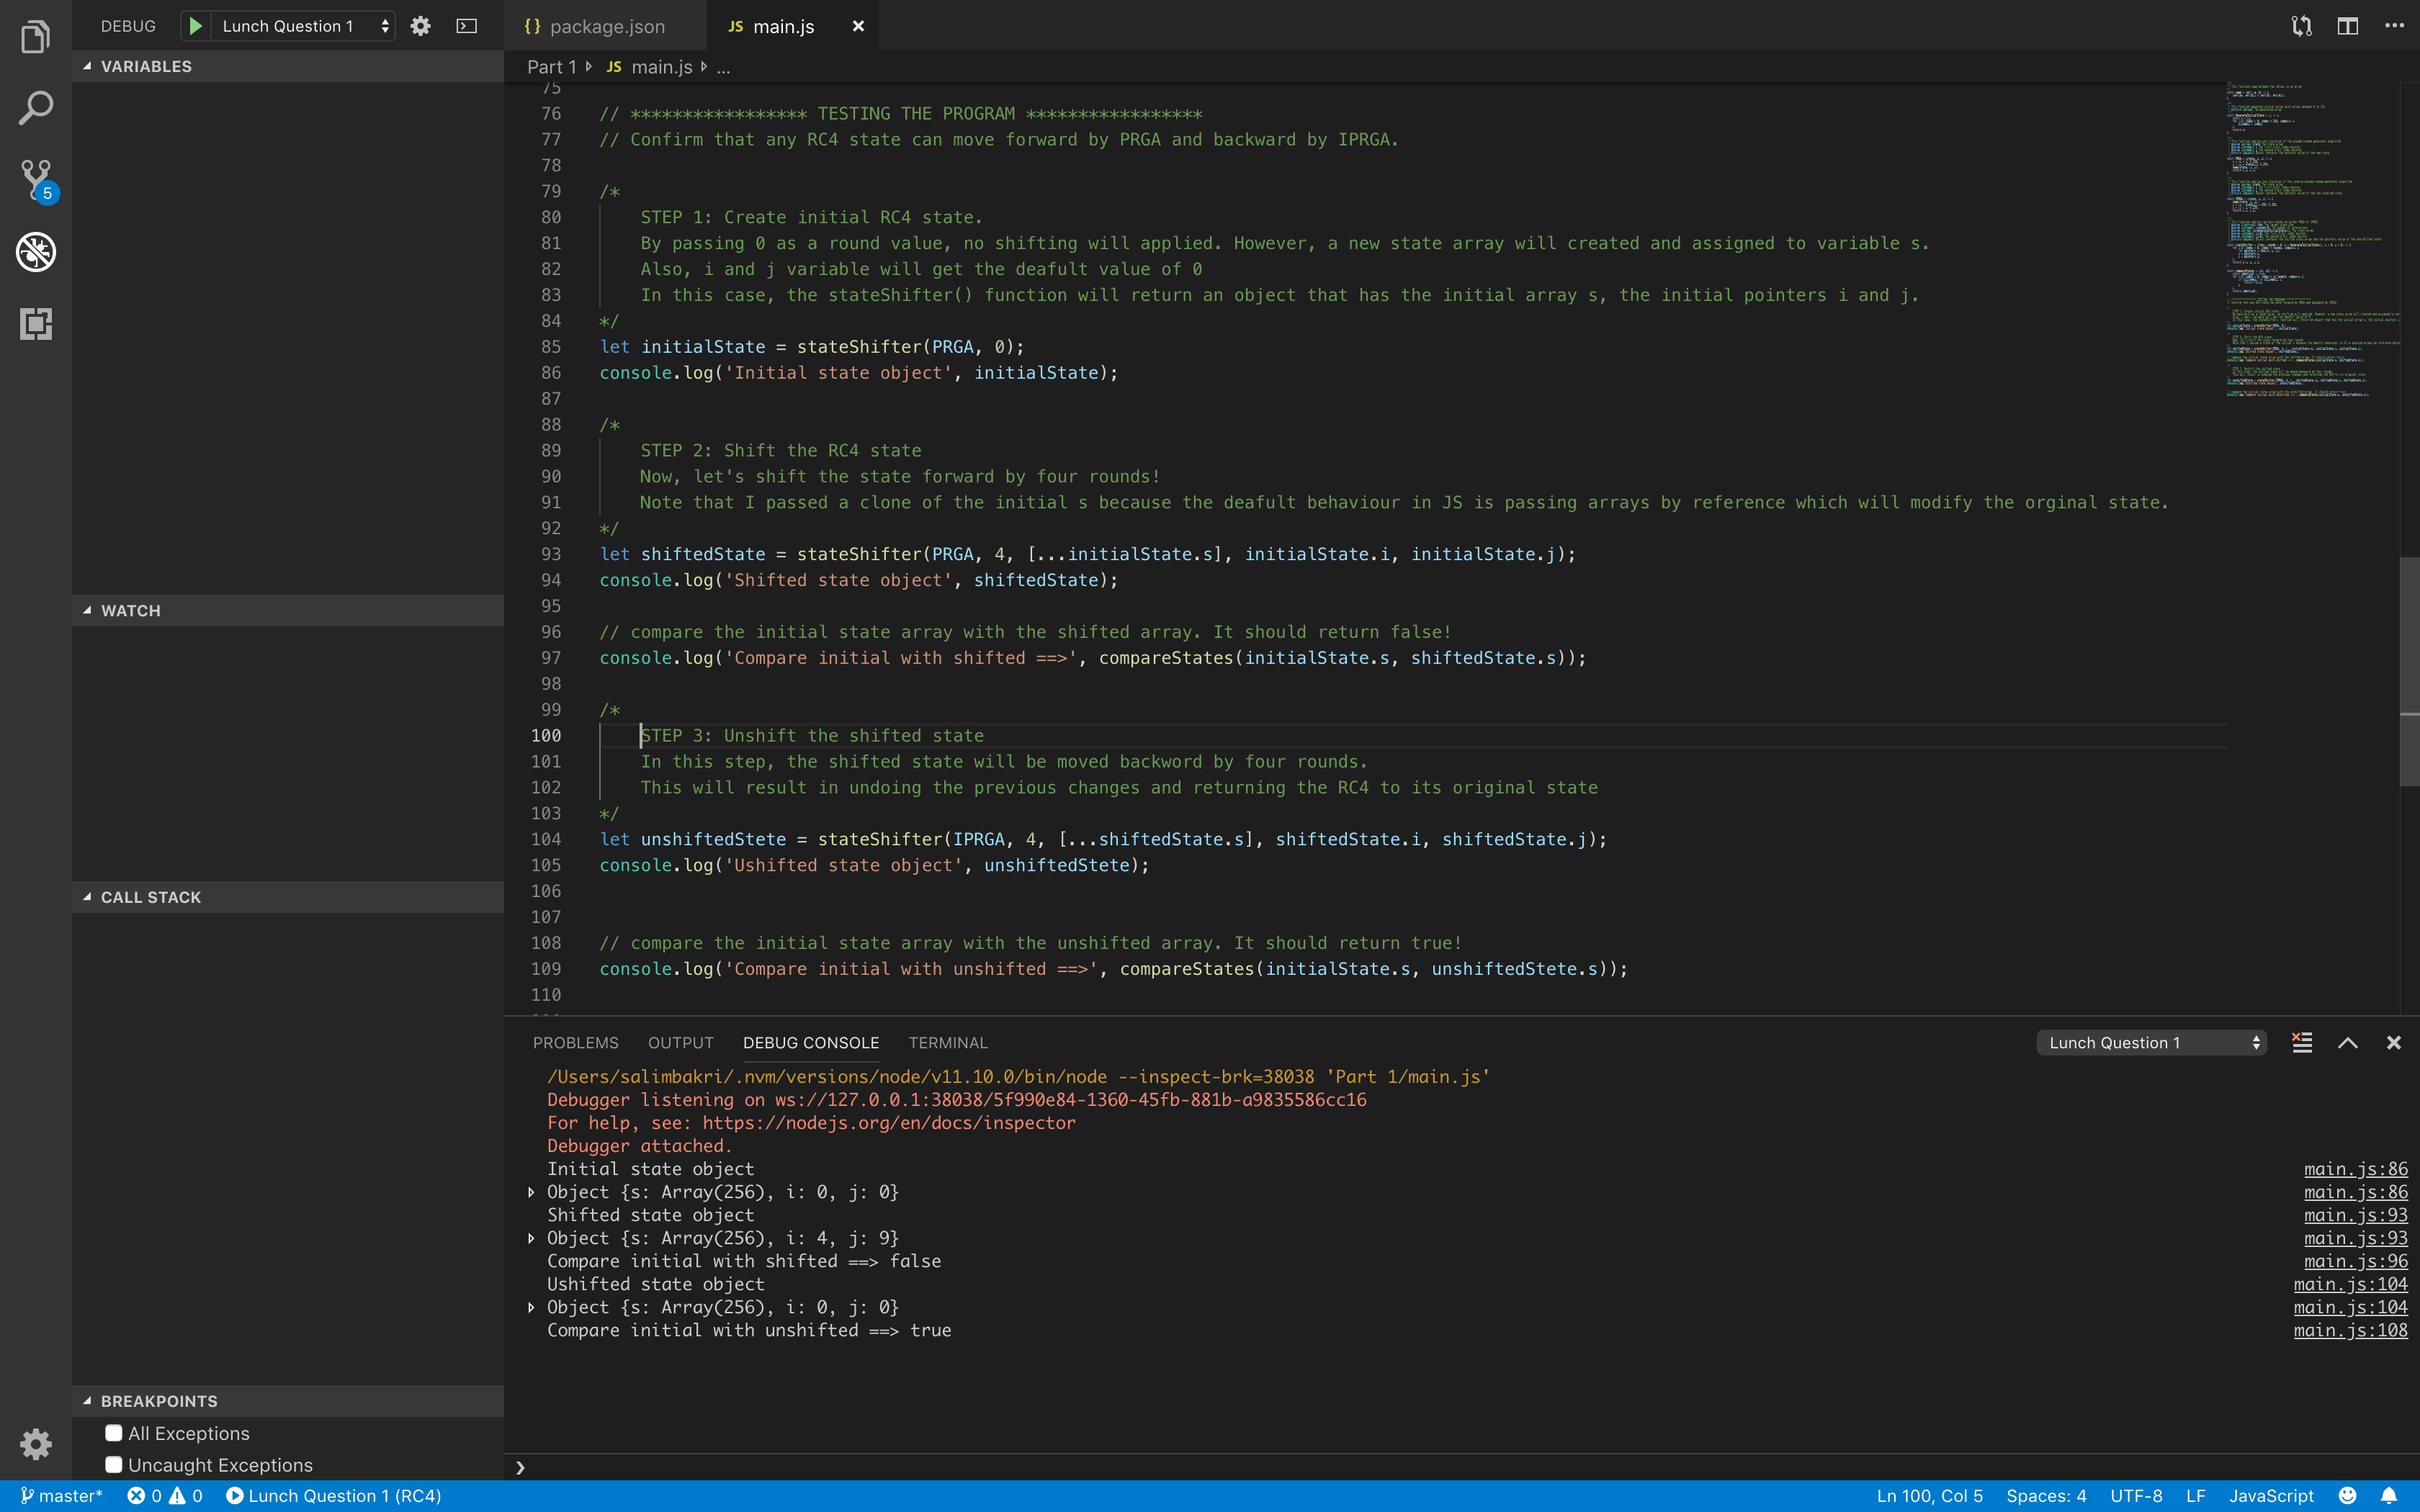 DEBUG
Lunch Question 1
package.json
JS main.js
VARIABLES
Part 1 JS main.js ...
75
76 // ***************** TESTING THE PROGRAM *****************
77 // Confirm that any RC4 state can move forward by PRGA and backward by IPRGA.
78
79 /*
80 STEP 1: Create initial RC4 state.
81 By passing 0 as a round value, no shifting will applied. However, a new state array will created and assigned to variable s.
82 Also, i and j variable will get the deafult value of 0
83 In this case, the stateShifter() function will return an object that has the initial array s, the initial pointers i and j.
84 */
85 let initialState = stateShifter(PRGA, 0);
86 console.log('Initial state object', initialState);
87
88 /*
89 STEP 2: Shift the RC4 state
90 Now, let's shift the state forward by four rounds!
91 Note that I passed a clone of the initial s because the deafult behaviour in JS is passing arrays by reference which will modify the orginal state.
92 */
93 let shiftedState = stateShifter(PRGA, 4, [...initialState.s], initialState.i, initialState.j);
94 console.log('Shifted state object', shiftedState);
95
96 // compare the initial state array with the shifted array. It should return false!
97 console.log('Compare initial with shifted ==>', compareStates(initialState.s, shiftedState.s));
98
99 /*
100 STEP 3: Unshift the shifted state
101 In this step, the shifted state will be moved backword by four rounds.
102 This will result in undoing the previous changes and returning the RC4 to its original state
103 */
104 let unshiftedStete = stateShifter(IPRGA, 4, [...shiftedState.s], shiftedState.i, shiftedState.j);
105 console.log('Ushifted state object', unshiftedStete);
106
107
108 // compare the initial state array with the unshifted array. It should return true!
109 console.log('Compare initial with unshifted ==>', compareStates(initialState.s, unshiftedStete.s));
110
5
WATCH
CALL STACK
BREAKPOINTS
All Exceptions
Uncaught Exceptions
PROBLEMS OUTPUT DEBUG CONSOLE TERMINAL
Lunch Question 1
/Users/salimbakri/.nvm/versions/node/v11.10.0/bin/node --inspect-brk=38038 'Part 1/main.js'
Debugger listening on ws://127.0.0.1:38038/5f990e84-1360-45fb-881b-a9835586cc16
For help, see: https://nodejs.org/en/docs/inspector
Debugger attached.
Initial state object main.js:86
Object {s: Array(256), i: 0, j: 0} main.js:86
Shifted state object main.js:93
Object {s: Array(256), i: 4, j: 9} main.js:93
Compare initial with shifted ==> false main.js:96
Ushifted state object main.js:104
Object {s: Array(256), i: 0, j: 0} main.js:104
Compare initial with unshifted ==> true main.js:108
master* 0 0 Lunch Question 1 (RC4)
Ln 100, Col 5 Spaces: 4 UTF-8 LF JavaScript